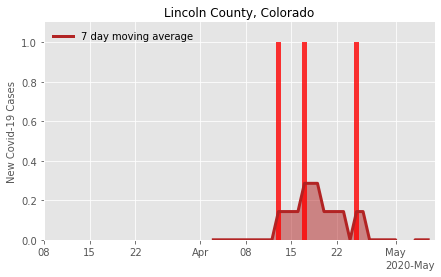 Lincoln County, Colorado
7 day moving average
New Covid-19 Cases
1.0
0.8
0.6
0.4
0.2
0.0
08 15 22 Apr 08 15 22 May
2020-May